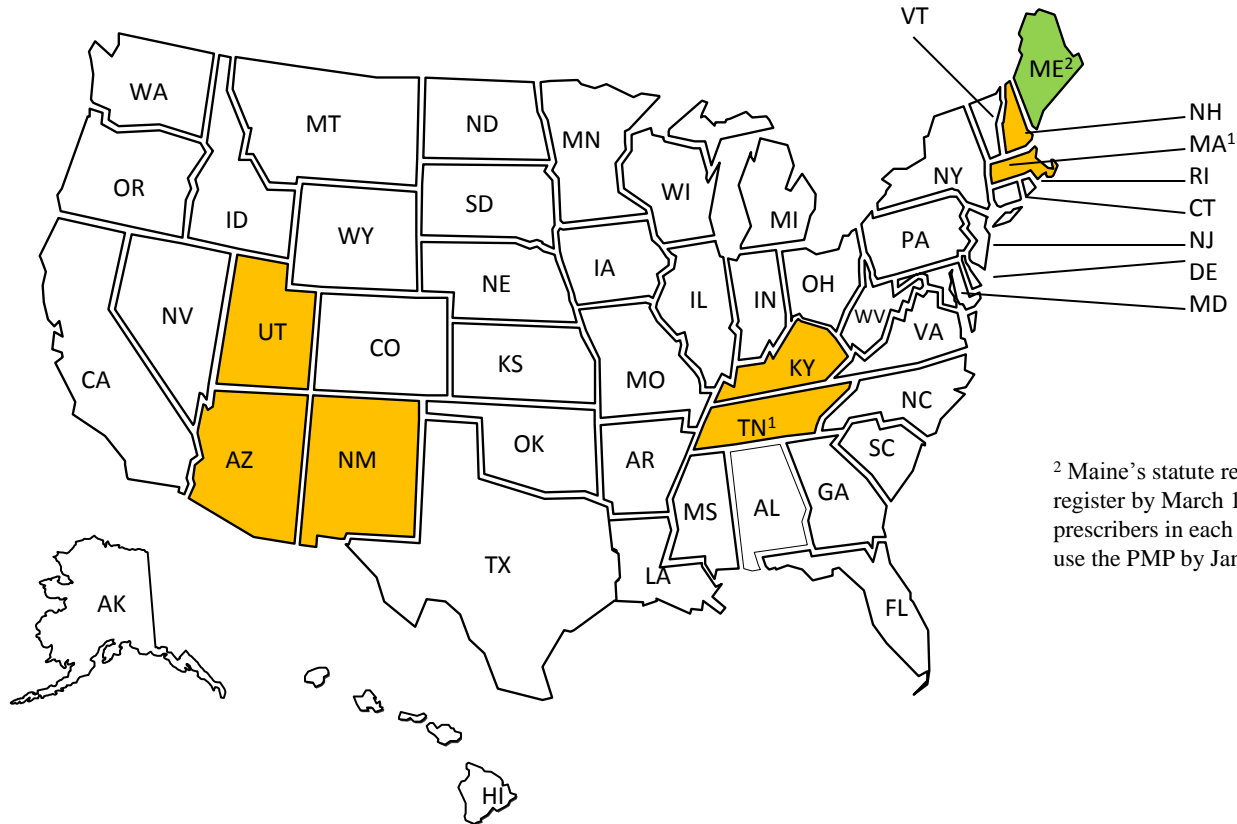 VT
ME²
WA
MT
ND
MN
NH
MA¹
OR
ID
SD
WI
MI
NY
RI
CT
WY
PA
NJ
IA
NE
OH
DE
NV
IL
IN
MD
UT
CO
WV
VA
CA
KS
MO
KY
NC
TN¹
OK
AZ
NM
AR
SC
MS
AL
GA
TX
LA
AK
FL
HI
² Maine's statute re
register by March 1
prescribers in each
use the PMP by Jan